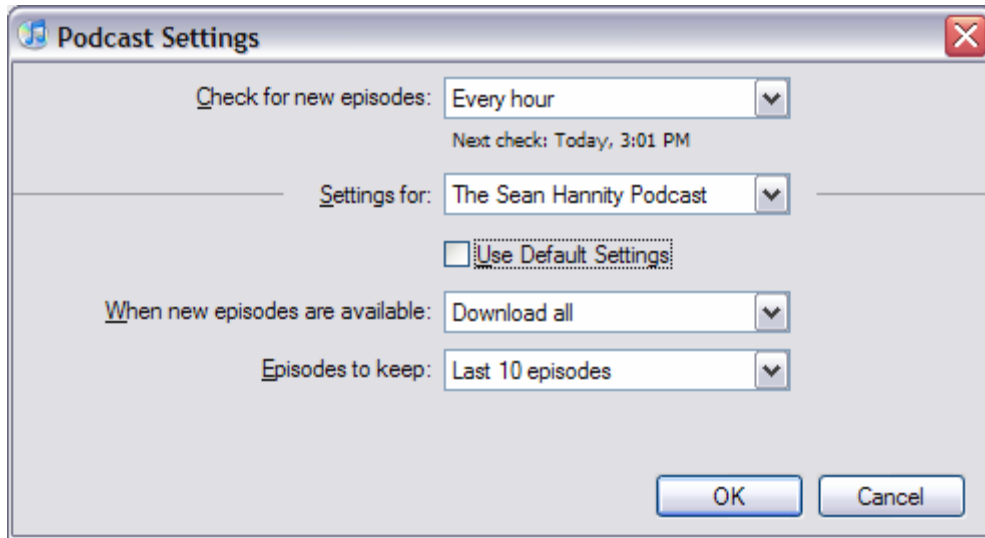 Podcast Settings
Check for new episodes: Every hour
Next check: Today, 3:01 PM
Settings for: The Sean Hannity Podcast
Use Default Settings
When new episodes are available: Download all
Episodes to keep: Last 10 episodes
OK Cancel